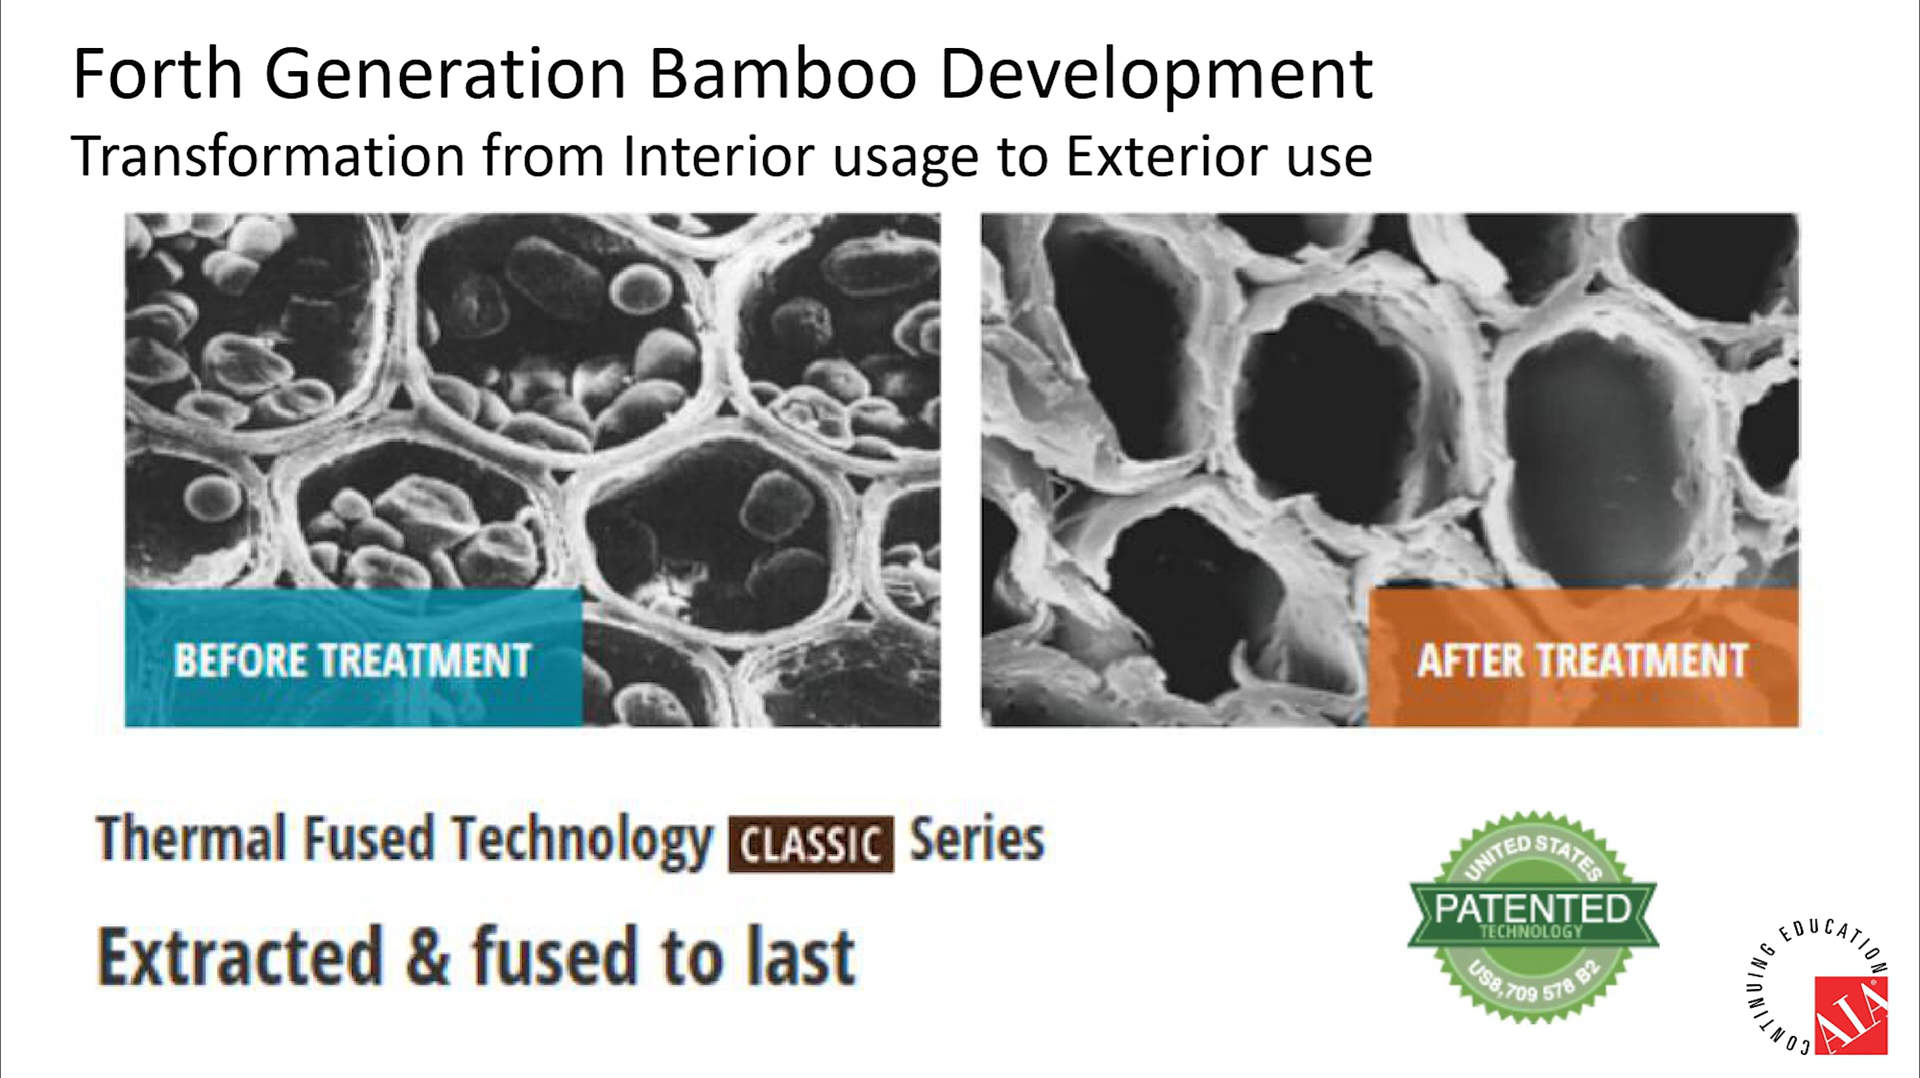 Forth Generation Bamboo Development
Transformation from Interior usage to Exterior use
BEFORE TREATMENT
AFTER TREATMENT
Thermal Fused Technology CLASSIC Series
Extracted & fused to last
UNITED STATES
PATENTED
TECHNOLOGY
US8,709 578 B2
CONTINUING EDUCATION
AIA®